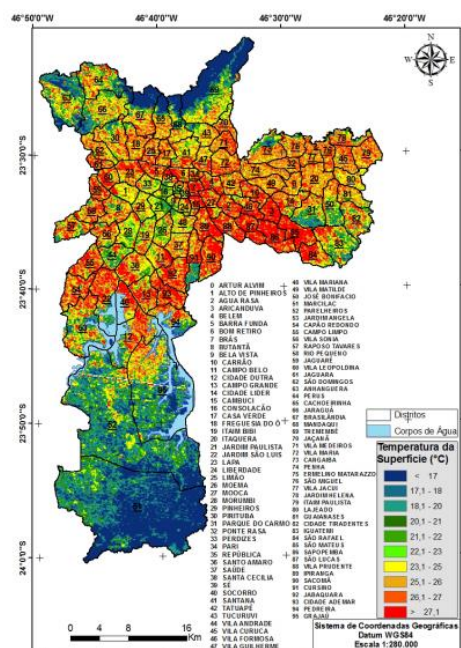 46°50'0"W 46°40'0"W 46°30'0"W 46°20'0"W
N
W E
S
23°30'0"S
23°40'0"S
23°50'0"S
24°0'0"S
0 ARTUR ALVIM
1 ALTO DE PINHEIROS
2 AGUA RASA
3 ARICANDUVA
4 BELEM
5 BARRA FUNDA
6 BOM RETIRO
7 BRÁS
8 BUTANTÃ
9 BELA VISTA
10 CARRÃO
11 CAMPO BELO
12 CIDADE DUTRA
13 CAMPO GRANDE
14 CIDADE LIDER
15 CAMBUCI
16 CONSOLAÇÃO
17 CASA VERDE
18 FREGUESIA DO Ó
19 ITAIM BIBI
20 ITAQUERA
21 JARDIM PAULISTA
22 JARDIM SÃO LUIS
23 LAPA
24 LIBERDADE
25 LIMÃO
26 MOEMA
27 MOOCA
28 MORUMBI
29 PINHEIROS
30 PIRITUBA
31 PARQUE DO CARMO
32 PONTE RASA
33 PERDIZES
34 PARI
35 REPÚBLICA
36 SANTO AMARO
37 SAÚDE
38 SANTA CECILIA
39 SÉ
40 SOCORRO
41 SANTANA
42 TATUAPÉ
43 TUCURUVI
44 VILA ANDRADE
45 VILA CURUCA
46 VILA FORMOSA
47 VILA GUILHERME
48 VILA MARIANA
49 VILA MATILDE
50 JOSÉ BONIFACIO
51 MARCILAC
52 PARELHEIROS
53 JARDIM ANGELA
54 CAPÃO REDONDO
55 CAMPO LIMPO
56 VILA SONIA
57 RAPOSO TAVARES
58 RIO PEQUENO
59 JAGUARÉ
60 VILA LEOPOLDINA
61 JAGUARA
62 SÃO DOMINGOS
63 ANHANGUERA
64 PERUS
65 CACHOEIRINHA
66 JARAGUÁ
67 BRASILÂNDIA
68 MANDAQUI
69 TREMEMBÉ
70 JAÇANÃ
71 VILA MEDEIROS
72 VILA MARIA
73 CANGAIBA
74 PENHA
75 ERMELINO MATARAZZO
76 SÃO MIGUEL
77 VILA JACUI
78 JARDIM HELENA
79 ITAIM PAULISTA
80 LAJEADO
81 GUAIANASES
82 CIDADE TIRADENTES
83 IGUATEMI
84 SÃO RAFAEL
85 SÃO MATEUS
86 SAPOPEMBA
87 SÃO LUCAS
88 VILA PRUDENTE
89 IPIRANGA
90 SACOMÃ
91 CURSINO
92 JABAQUARA
93 CIDADE ADEMAR
94 PEDREIRA
95 GRAJAÚ
Distritos
Corpos de Água
Temperatura da
Superfície (°C)
< 17
17,1 - 18
18,1 - 20
20,1 - 21
21,1 - 22
22,1 - 23
23,1 - 25
25,1 - 26
26,1 - 27
> 27,1
0 4 8 16
Km
Sistema de Coordenadas Geográficas
Datum WGS84
Escala 1:280.000